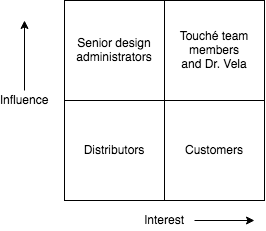 Senior design
administrators
Touché team
members
and Dr. Vela
Influence
Distributors
Customers
Interest